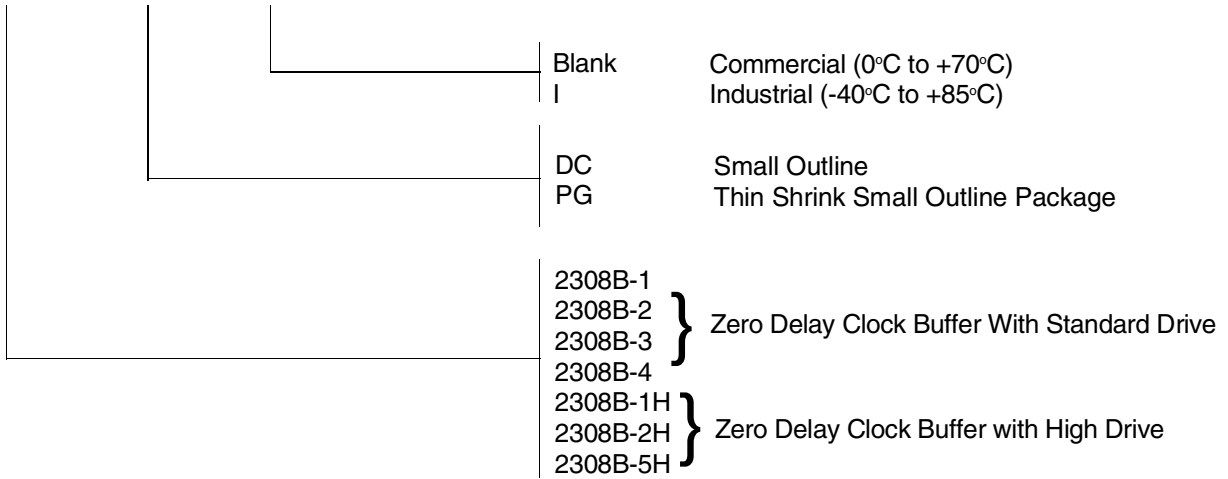 Blank Commercial (0°C to +70°C)
I Industrial (-40°C to +85°C)
DC Small Outline
PG Thin Shrink Small Outline Package
2308B-1
2308B-2
2308B-3
2308B-4
} Zero Delay Clock Buffer With Standard Drive
2308B-1H
2308B-2H
2308B-5H
} Zero Delay Clock Buffer with High Drive